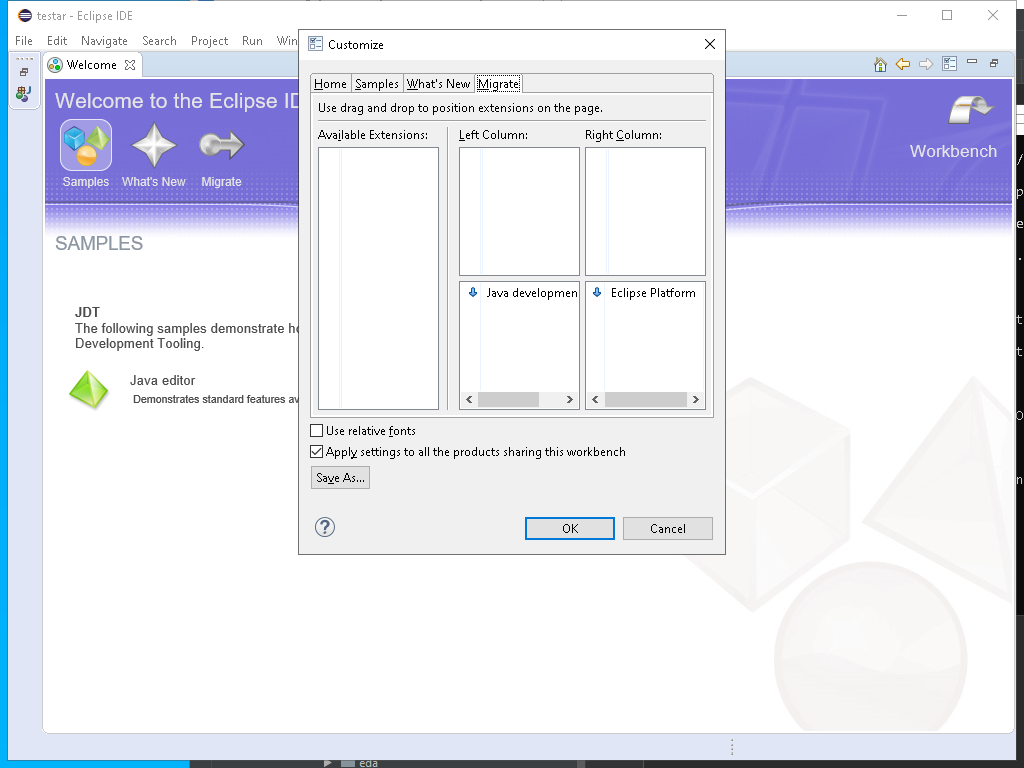 testar - Eclipse IDE
File Edit Navigate Search Project Run Win
Customize
Welcome
Home Samples What's New Migrate
Use drag and drop to position extensions on the page.
Available Extensions: Left Column: Right Column:
Java developmen
Eclipse Platform
Use relative fonts
Apply settings to all the products sharing this workbench
Save As...
OK Cancel
Welcome to the Eclipse ID
Workbench
Samples What's New Migrate
SAMPLES
JDT
The following samples demonstrate ho
Development Tooling.
Java editor
Demonstrates standard features av
eda